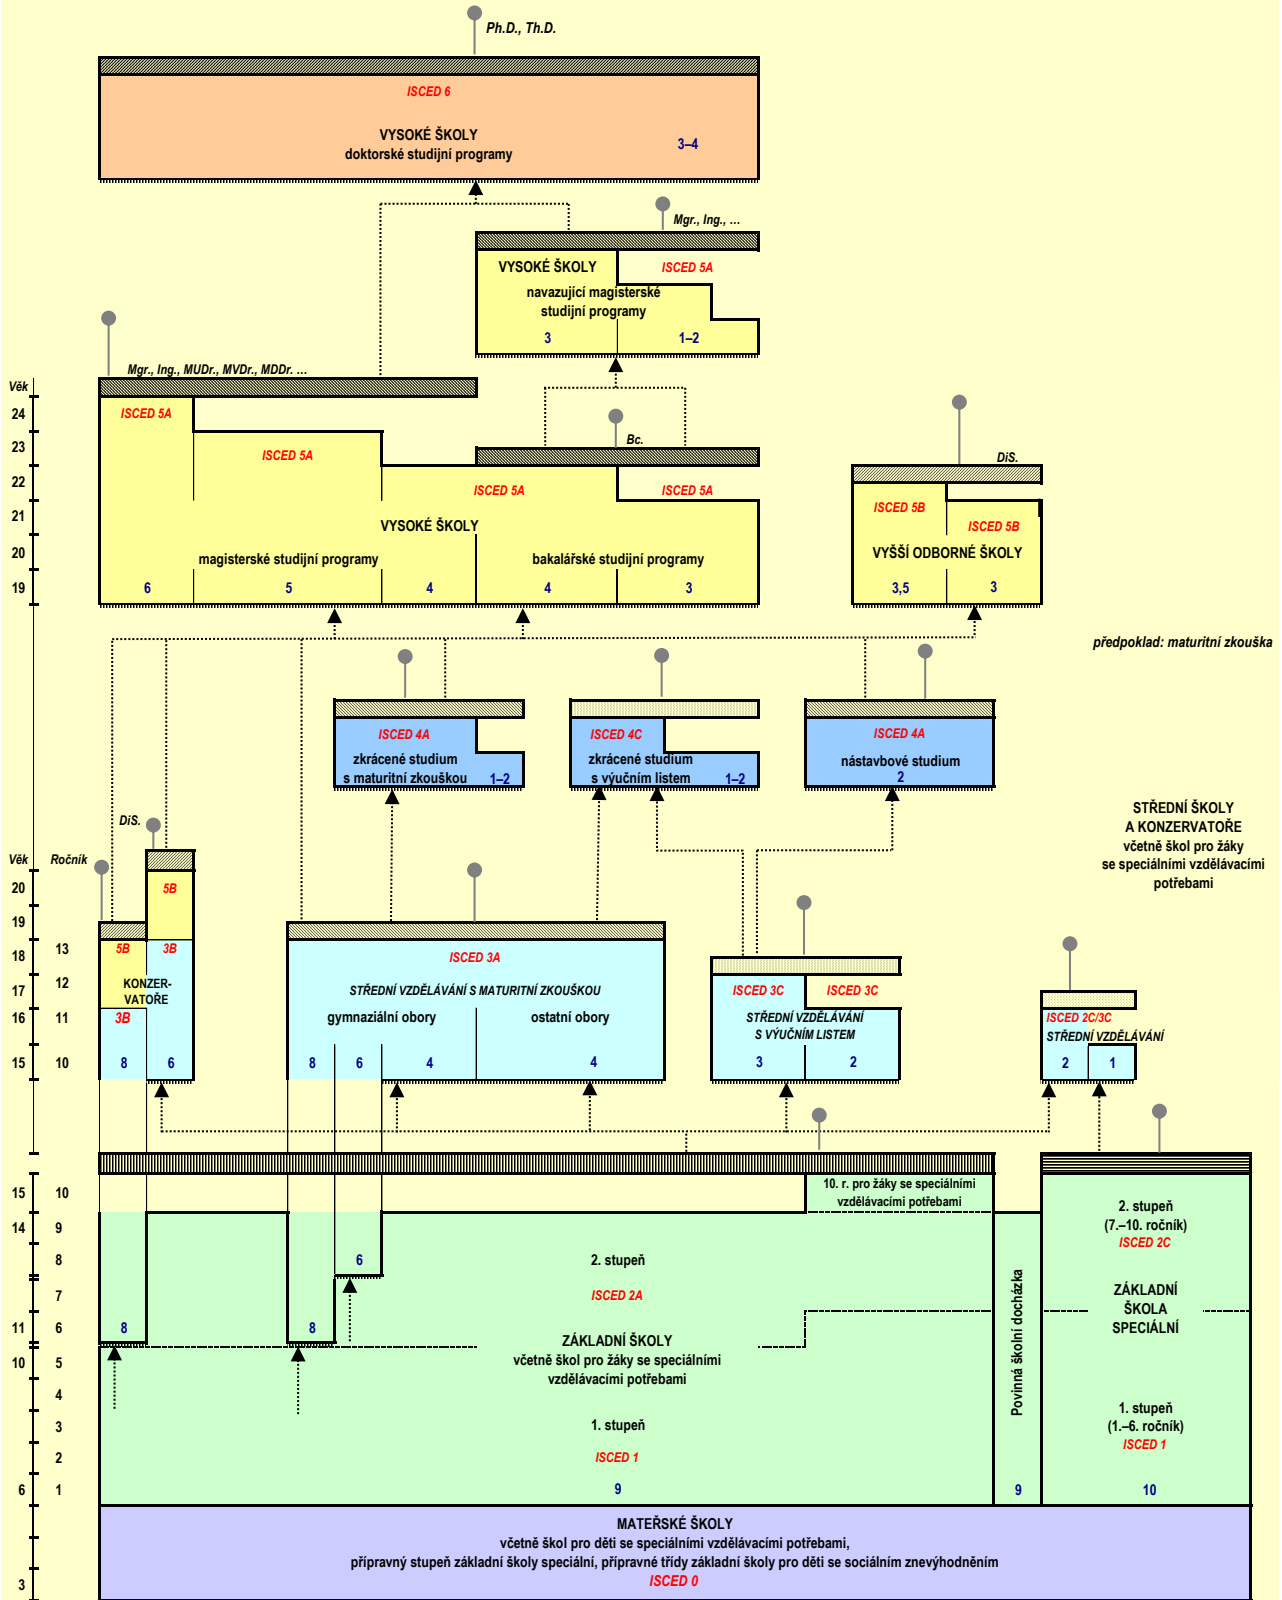 Ph.D., Th.D.
ISCED 6
VYSOKÉ ŠKOLY
doktorské studijní programy
3–4
Mgr., Ing., ...
VYSOKÉ ŠKOLY
ISCED 5A
navazující magisterské
studijní programy
3
1–2
Mgr., Ing., MUDr., MVDr., MDDr. ...
Věk
24
ISCED 5A
23
ISCED 5A
Bc.
22
ISCED 5A
ISCED 5A
DiS.
21
ISCED 5B
ISCED 5B
VYSOKÉ ŠKOLY
20
magisterské studijní programy
bakalářské studijní programy
VYŠŠÍ ODBORNÉ ŠKOLY
19
6
5
4
4
3
3,5
3
předpoklad: maturitní zkouška
ISCED 4A
zkrácené studium
s maturitní zkouškou
1–2
ISCED 4C
zkrácené studium
s výučním listem
1–2
ISCED 4A
nástavbové studium
2
STŘEDNÍ ŠKOLY
A KONZERVATOŘE
včetně škol pro žáky
se speciálními vzdělávacími
potřebami
DiS.
Věk
Ročník
20
5B
19
18
13
5B
3B
ISCED 3A
17
12
KONZER-
VATOŘE
STŘEDNÍ VZDĚLÁVÁNÍ S MATURITNÍ ZKOUŠKOU
ISCED 3C
ISCED 3C
16
11
3B
gymnaziální obory
ostatní obory
STŘEDNÍ VZDĚLÁVÁNÍ
S VÝUČNÍM LISTEM
ISCED 2C/3C
STŘEDNÍ VZDĚLÁVÁNÍ
15
10
8
6
8
6
4
4
3
2
2
1
15
10
10. r. pro žáky se speciálními
vzdělávacími potřebami
14
9
2. stupeň
(7.–10. ročník)
ISCED 2C
8
6
2. stupeň
7
ISCED 2A
ZÁKLADNÍ
ŠKOLA
SPECIÁLNÍ
11
6
8
8
ZÁKLADNÍ ŠKOLY
včetně škol pro žáky se speciálními
vzdělávacími potřebami
10
5
Povinná školní docházka
4
3
1. stupeň
1. stupeň
(1.–6. ročník)
ISCED 1
2
ISCED 1
6
1
9
9
10
MATEŘSKÉ ŠKOLY
včetně škol pro děti se speciálními vzdělávacími potřebami,
přípravný stupeň základní školy speciální, přípravné třídy základní školy pro děti se sociálním znevýhodněním
3
ISCED 0